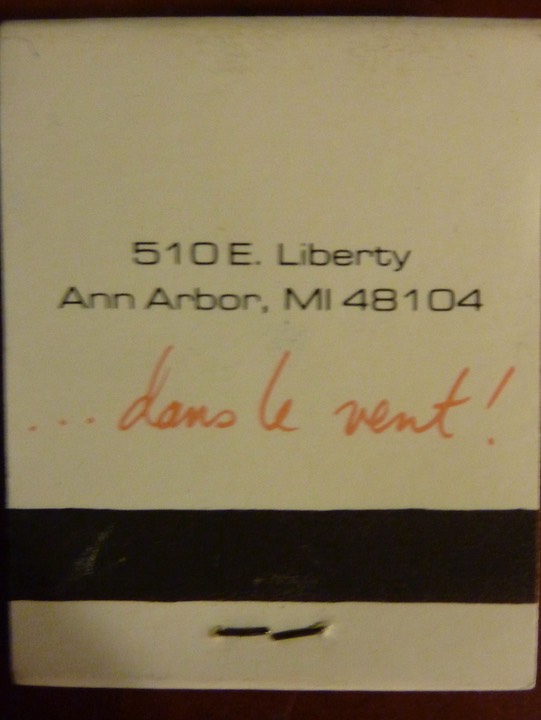 510 E. Liberty
Ann Arbor, MI 48104
... dans le vent!